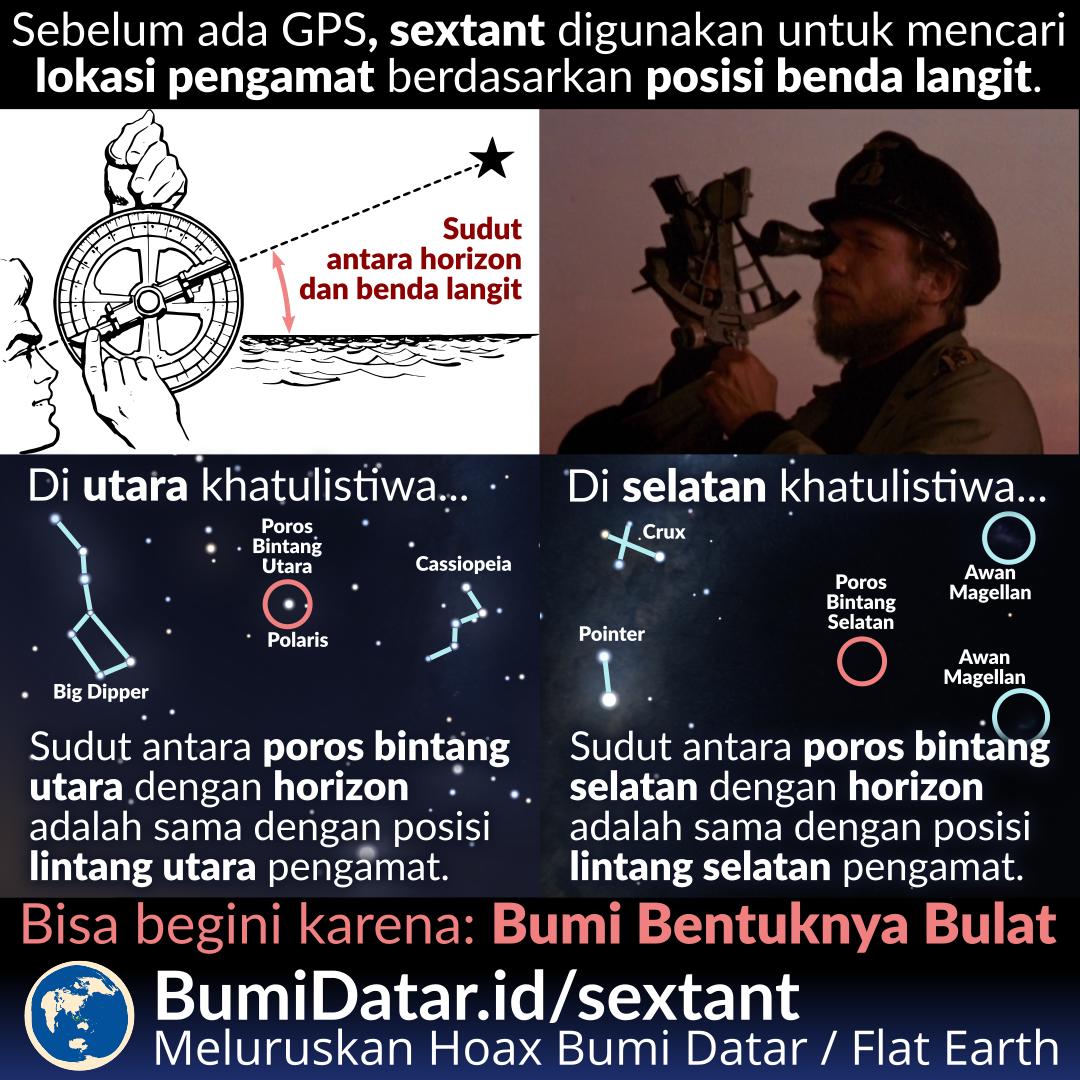 Sebelum ada GPS, sextant digunakan untuk mencari
lokasi pengamat berdasarkan posisi benda langit.
Sudut
antara horizon
dan benda langit
Di utara khatulistiwa...
Poros
Bintang
Utara
Cassiopeia
Polaris
Big Dipper
Sudut antara poros bintang
utara dengan horizon
adalah sama dengan posisi
lintang utara pengamat.
Di selatan khatulistiwa...
Crux
Awan
Magellan
Poros
Bintang
Selatan
Pointer
Awan
Magellan
Sudut antara poros bintang
selatan dengan horizon
adalah sama dengan posisi
lintang selatan pengamat.
Bisa begini karena: Bumi Bentuknya Bulat
BumiDatar.id/sextant
Meluruskan Hoax Bumi Datar / Flat Earth